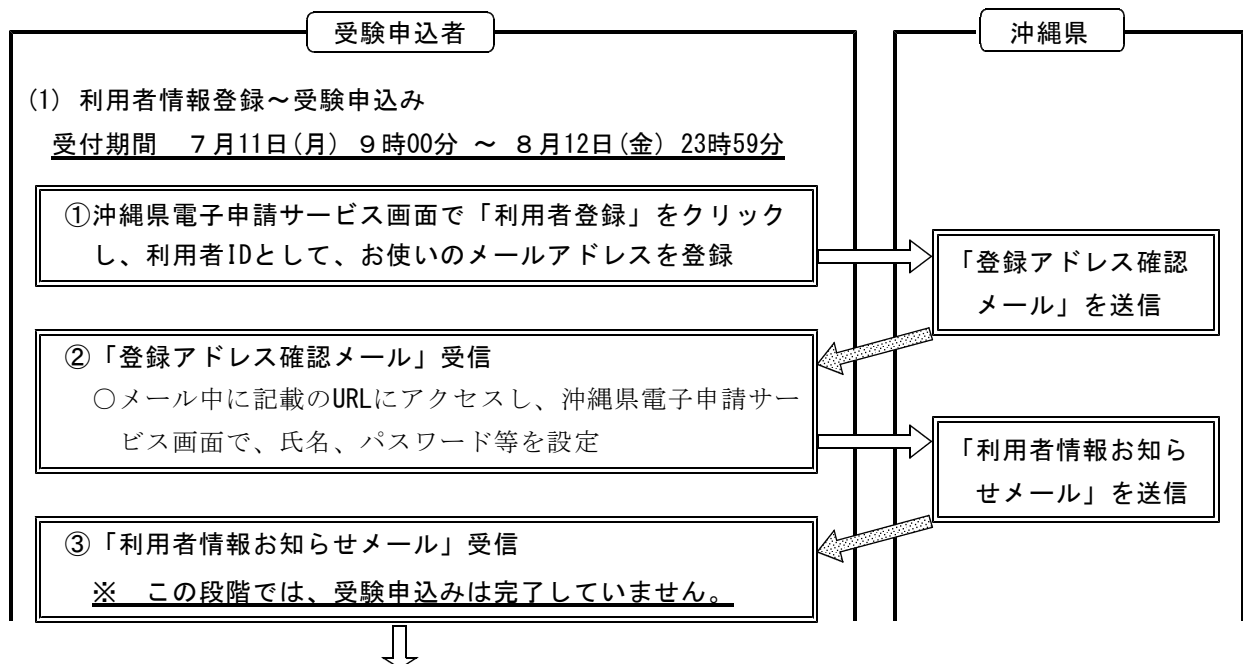 受験申込者
沖縄県
(1) 利用者情報登録～受験申込み
受付期間　７月11日(月) ９時00分 ～ ８月12日(金) 23時59分
①沖縄県電子申請サービス画面で「利用者登録」をクリック
し、利用者IDとして、お使いのメールアドレスを登録
「登録アドレス確認
メール」を送信
②「登録アドレス確認メール」受信
○メール中に記載のURLにアクセスし、沖縄県電子申請サー
ビス画面で、氏名、パスワード等を設定
「利用者情報お知ら
せメール」を送信
③「利用者情報お知らせメール」受信
※　この段階では、受験申込みは完了していません。